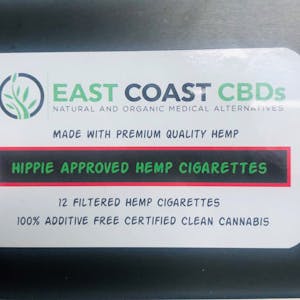 EAST COAST CBDs
NATURAL AND ORGANIC MEDICAL ALTERNATIVES
MADE WITH PREMIUM QUALITY HEMP
HIPPIE APPROVED HEMP CIGARETTES
12 FILTERED HEMP CIGARETTES
100% ADDITIVE FREE CERTIFIED CLEAN CANNABIS